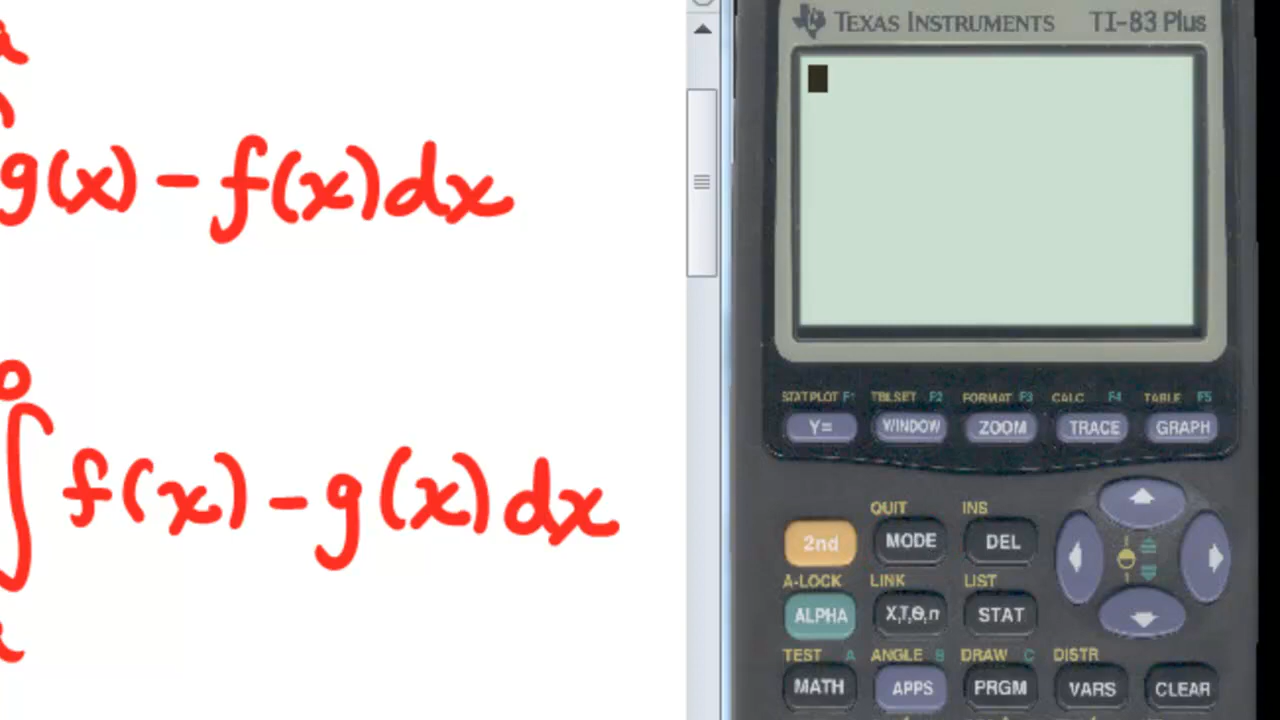 g(x) - f(x)dx
∫ f(x) - g(x)dx
TEXAS INSTRUMENTS TI-83 Plus
STAT PLOT F1 TBLSET F2 FORMAT F3 CALC F4 TABLE F5
Y= WINDOW ZOOM TRACE GRAPH
QUIT INS
2nd MODE DEL
A-LOCK LINK LIST
ALPHA X,T,Θ,n STAT
TEST A ANGLE B DRAW C DISTR
MATH APPS PRGM VARS CLEAR